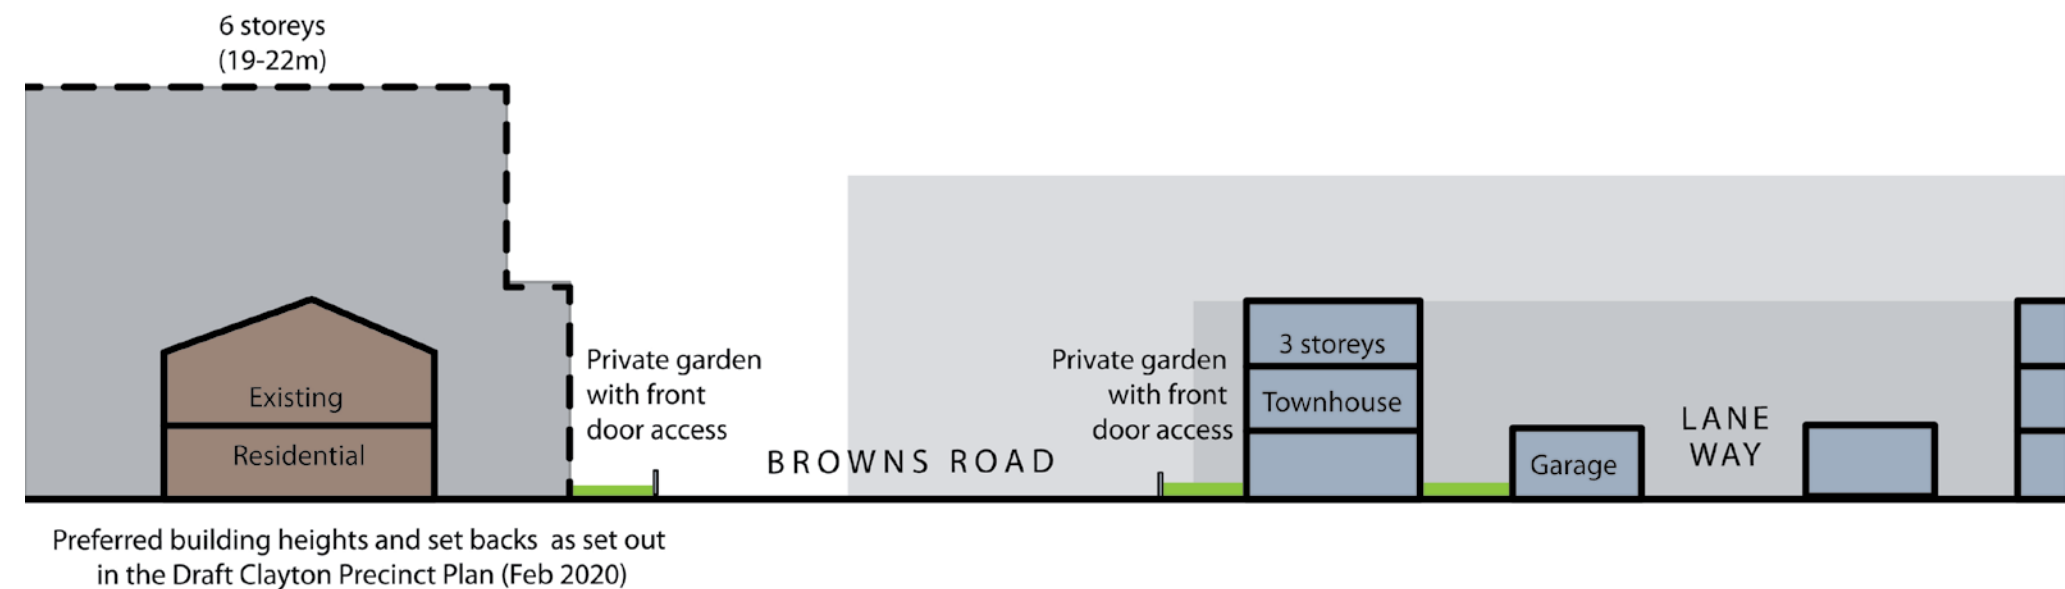 6 storeys
(19-22m)
Existing
Residential
Private garden
with front
door access
BROWNS ROAD
Private garden
with front
door access
3 storeys
Townhouse
Garage
LANE
WAY
Preferred building heights and set backs as set out
in the Draft Clayton Precinct Plan (Feb 2020)